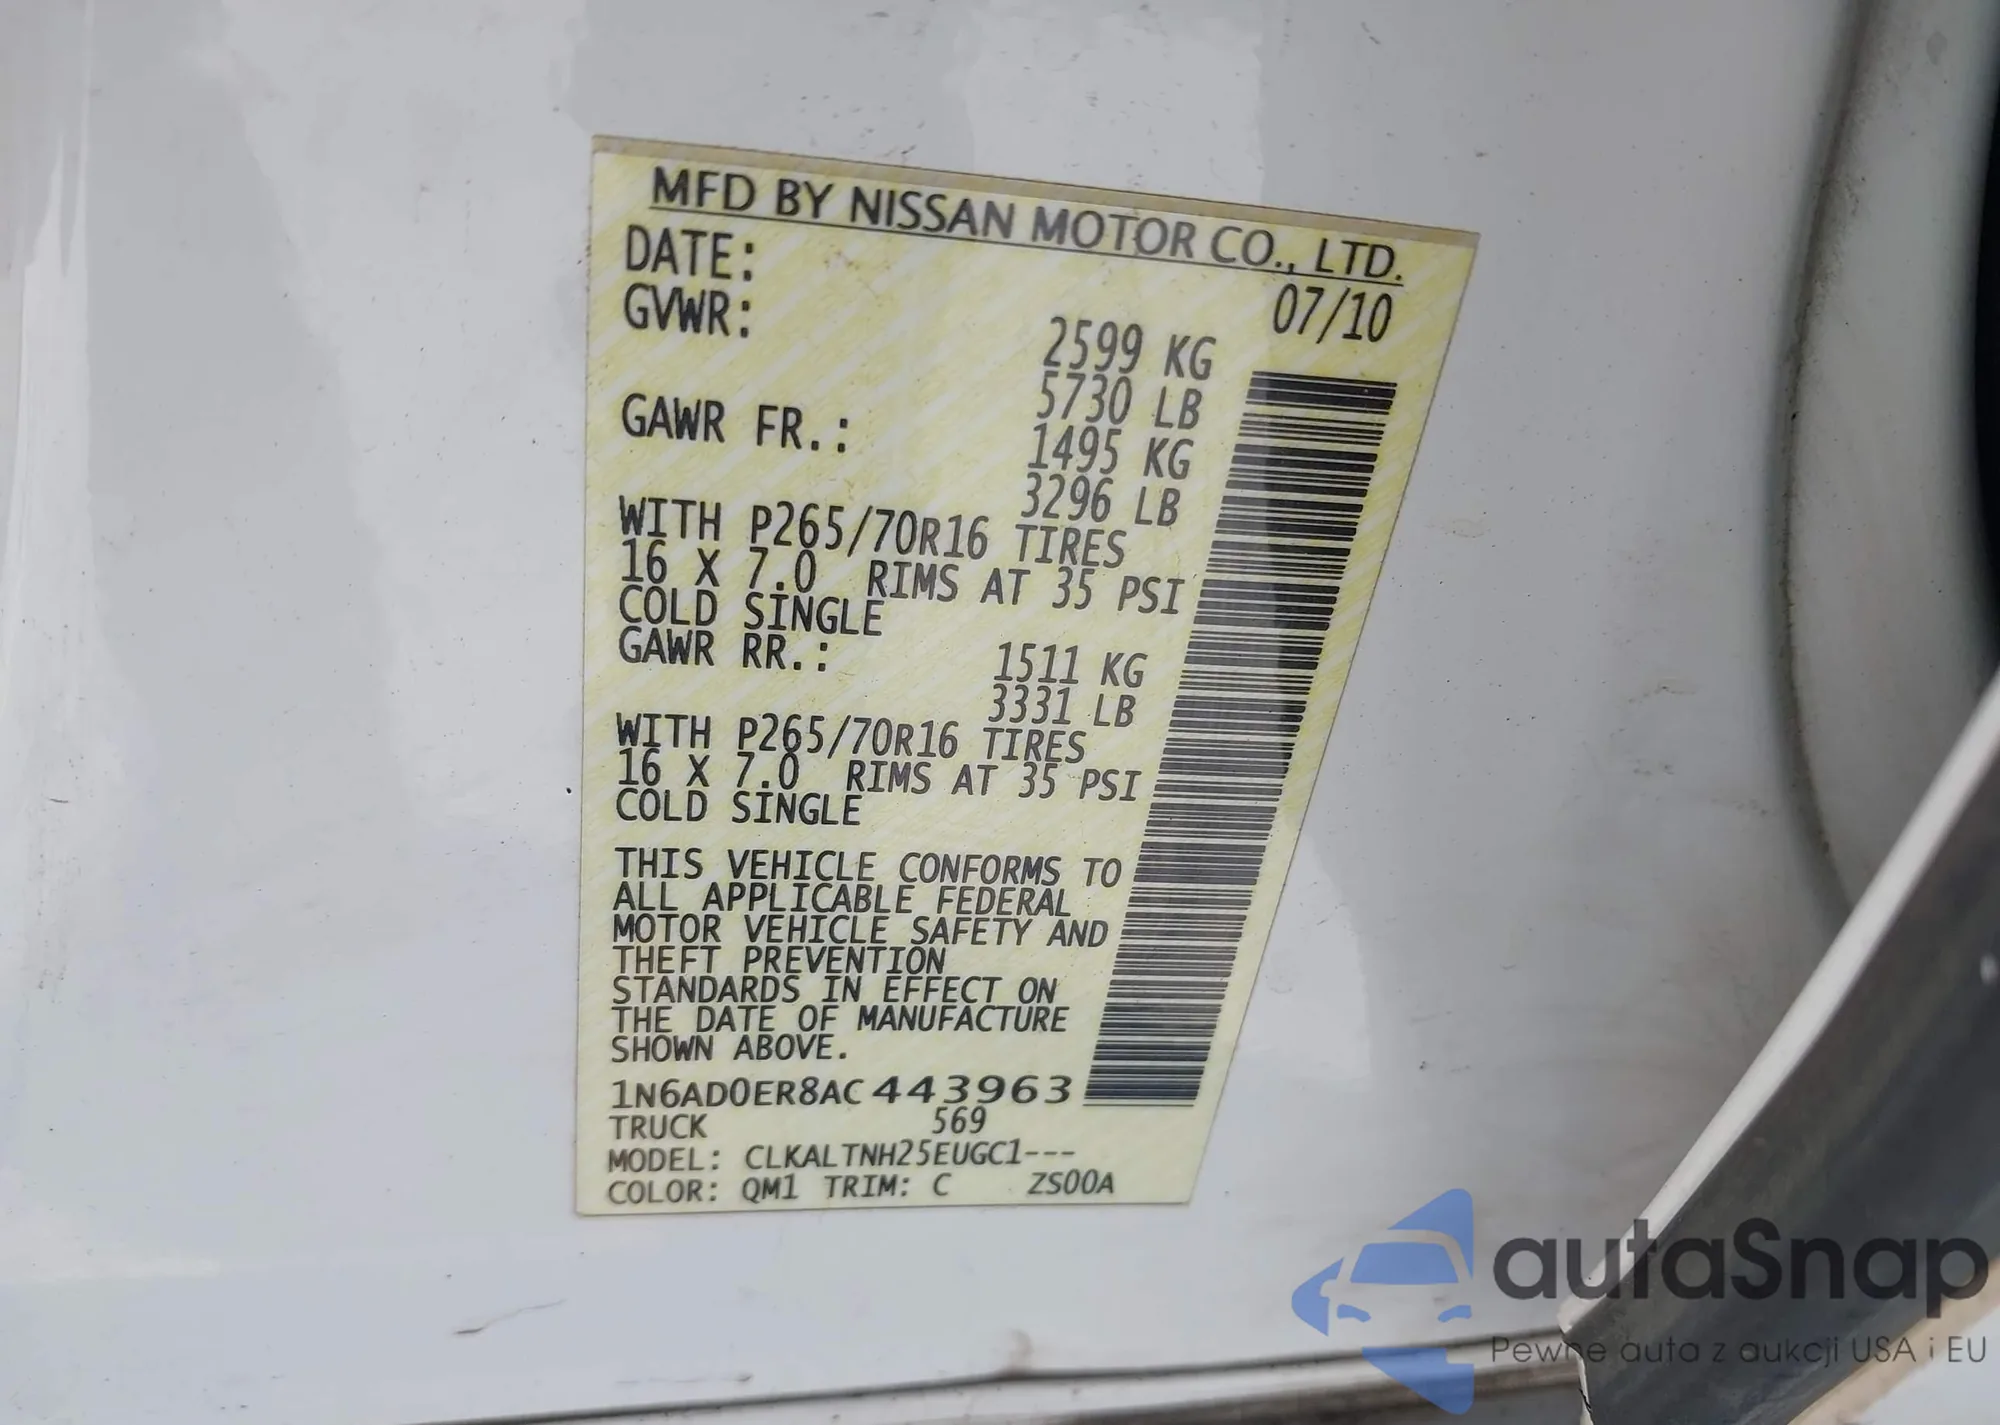 MFD BY NISSAN MOTOR CO., LTD.
DATE: 07/10
GVWR: 2599 KG
5730 LB
GAWR FR.: 1495 KG
3296 LB
WITH P265/70R16 TIRES
16 X 7.0 RIMS AT 35 PSI
COLD SINGLE
GAWR RR.: 1511 KG
3331 LB
WITH P265/70R16 TIRES
16 X 7.0 RIMS AT 35 PSI
COLD SINGLE
THIS VEHICLE CONFORMS TO
ALL APPLICABLE FEDERAL
MOTOR VEHICLE SAFETY AND
THEFT PREVENTION
STANDARDS IN EFFECT ON
THE DATE OF MANUFACTURE
SHOWN ABOVE.
1N6AD0ER8AC443963
TRUCK 569
MODEL: CLKALTNH25EUGC1---
COLOR: QM1 TRIM: C ZS00A
autaSnap
Pewne auta z aukcji USA i EU